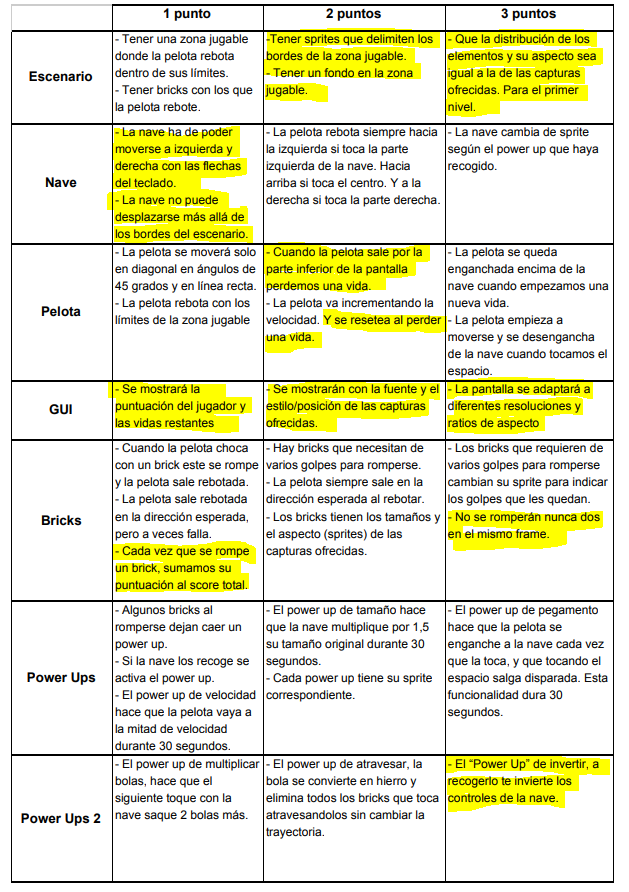 1 punto 2 puntos 3 puntos
Escenario
- Tener una zona jugable
donde la pelota rebota
dentro de sus límites.
- Tener bricks con los que
la pelota rebote.
-Tener sprites que delimiten los
bordes de la zona jugable.
- Tener un fondo en la zona
jugable.
- Que la distribución de los
elementos y su aspecto sea
igual a la de las capturas
ofrecidas. Para el primer
nivel.
Nave
- La nave ha de poder
moverse a izquierda y
derecha con las flechas
del teclado.
- La nave no puede
desplazarse más allá de
los bordes del escenario.
- La pelota rebota siempre hacia
la izquierda si toca la parte
izquierda de la nave. Hacia
arriba si toca el centro. Y a la
derecha si toca la parte derecha.
- La nave cambia de sprite
según el power up que haya
recogido.
Pelota
- La pelota se moverá solo
en diagonal en ángulos de
45 grados y en línea recta.
- La pelota rebota con los
límites de la zona jugable
- Cuando la pelota sale por la
parte inferior de la pantalla
perdemos una vida.
- La pelota va incrementando la
velocidad. Y se resetea al perder
una vida.
- La pelota se queda
enganchada encima de la
nave cuando empezamos una
nueva vida.
- La pelota empieza a
moverse y se desengancha
de la nave cuando tocamos el
espacio.
GUI
- Se mostrará la
puntuación del jugador y
las vidas restantes
- Se mostrarán con la fuente y el
estilo/posición de las capturas
ofrecidas.
- La pantalla se adaptará a
diferentes resoluciones y
ratios de aspecto
Bricks
- Cuando la pelota choca
con un brick este se rompe
y la pelota sale rebotada.
- La pelota sale rebotada
en la dirección esperada,
pero a veces falla.
- Cada vez que se rompe
un brick, sumamos su
puntuación al score total.
- Hay bricks que necesitan de
varios golpes para romperse.
- La pelota siempre sale en la
dirección esperada al rebotar.
- Los bricks tienen los tamaños y
el aspecto (sprites) de las
capturas ofrecidas.
- Los bricks que requieren de
varios golpes para romperse
cambian su sprite para indicar
los golpes que les quedan.
- No se romperán nunca dos
en el mismo frame.
Power Ups
- Algunos bricks al
romperse dejan caer un
power up.
- Si la nave los recoge se
activa el power up.
- El power up de velocidad
hace que la pelota vaya a
la mitad de velocidad
durante 30 segundos.
- El power up de tamaño hace
que la nave multiplique por 1,5
su tamaño original durante 30
segundos.
- Cada power up tiene su sprite
correspondiente.
- El power up de pegamento
hace que la pelota se
enganche a la nave cada vez
que la toca, y que tocando el
espacio salga disparada. Esta
funcionalidad dura 30
segundos.
Power Ups 2
- El power up de multiplicar
bolas, hace que el
siguiente toque con la
nave saque 2 bolas más.
- El power up de atravesar, la
bola se convierte en hierro y
elimina todos los bricks que toca
atravesandolos sin cambiar la
trayectoria.
- El “Power Up” de invertir, a
recogerlo te invierte los
controles de la nave.